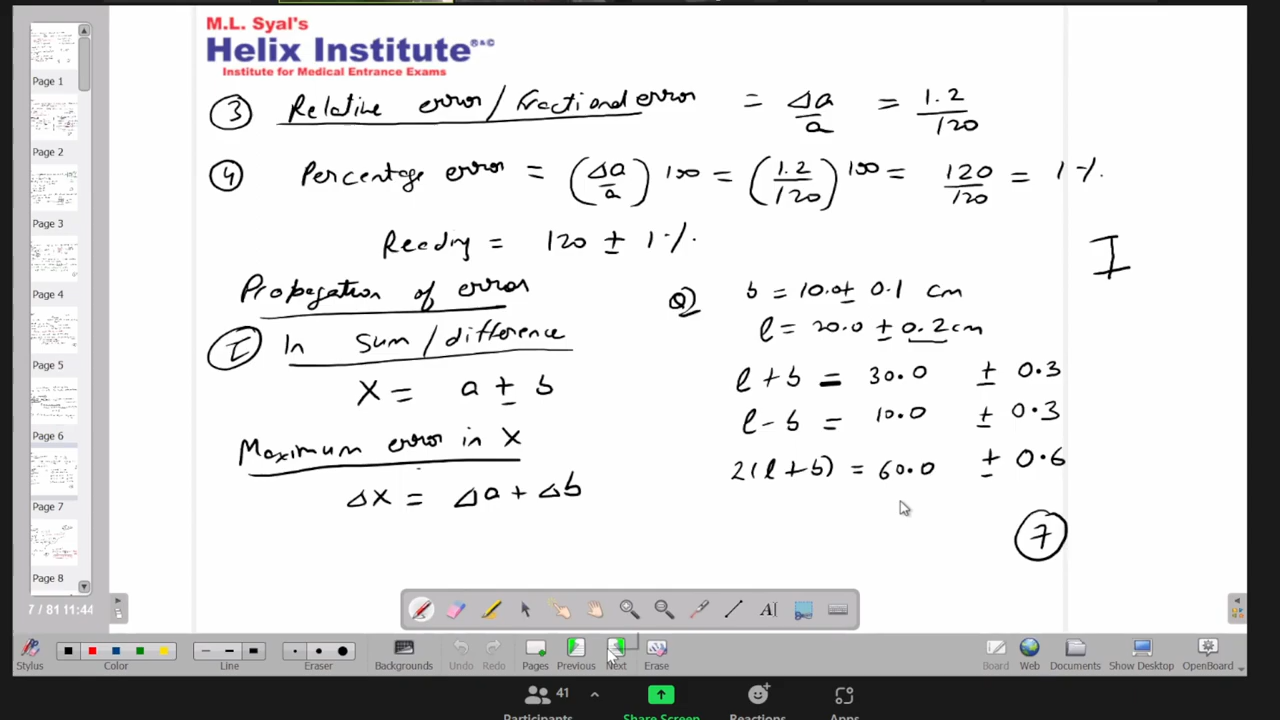 M.L. Syal's
Helix Institute®&©
Institute for Medical Entrance Exams
③ Relative error / fractional error = Δa/a = 1.2/120
④ Percentage error = (Δa/a) 100 = (1.2/120) 100 = 120/120 = 1 %.
Reading = 120 ± 1 %.
I
Propagation of error
Ⓘ In Sum / difference
X = a ± b
Maximum error in X
Δx = Δa + Δb
Q) b = 10.0 ± 0.1 cm
l = 20.0 ± 0.2 cm
l + b = 30.0 ± 0.3
l - b = 10.0 ± 0.3
2(l + b) = 60.0 ± 0.6
⑦
Page 1
Page 2
Page 3
Page 4
Page 5
Page 6
Page 7
Page 8
7 / 81 11:44
Stylus Color Line Eraser Backgrounds Undo Redo Pages Previous Next Erase Board Web Documents Show Desktop OpenBoard
41
Participants Share Screen Reactions Apps